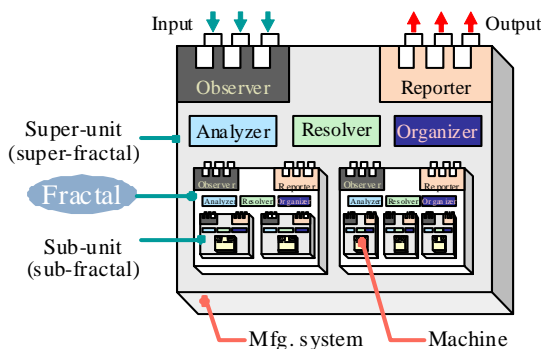 Input
Output
Observer
Reporter
Super-unit
(super-fractal)
Analyzer
Resolver
Organizer
Fractal
Observer
Reporter
Analyzer
Resolver
Organizer
Observer
Reporter
Analyzer
Resolver
Organizer
Sub-unit
(sub-fractal)
Mfg. system
Machine